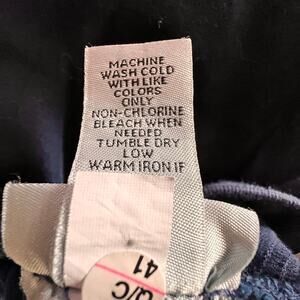 MACHINE
WASH COLD
WITH LIKE
COLORS
ONLY
NON-CHLORINE
BLEACH WHEN
NEEDED
TUMBLE DRY
LOW
WARM IRON IF
41